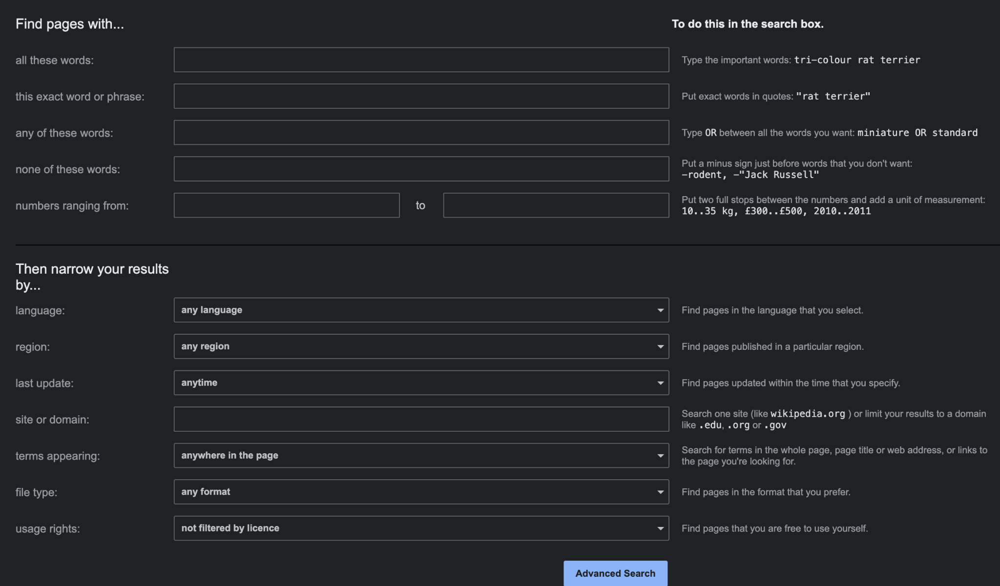 Find pages with...
To do this in the search box.
all these words:
Type the important words: tri-colour rat terrier
this exact word or phrase:
Put exact words in quotes: "rat terrier"
any of these words:
Type OR between all the words you want: miniature OR standard
none of these words:
Put a minus sign just before words that you don't want:
-rodent, -"Jack Russell"
numbers ranging from:
to
Put two full stops between the numbers and add a unit of measurement:
10..35 kg, £300..£500, 2010..2011
Then narrow your results
by...
language:
any language
Find pages in the language that you select.
region:
any region
Find pages published in a particular region.
last update:
anytime
Find pages updated within the time that you specify.
site or domain:
Search one site (like wikipedia.org ) or limit your results to a domain
like .edu, .org or .gov
terms appearing:
anywhere in the page
Search for terms in the whole page, page title or web address, or links to
the page you're looking for.
file type:
any format
Find pages in the format that you prefer.
usage rights:
not filtered by licence
Find pages that you are free to use yourself.
Advanced Search